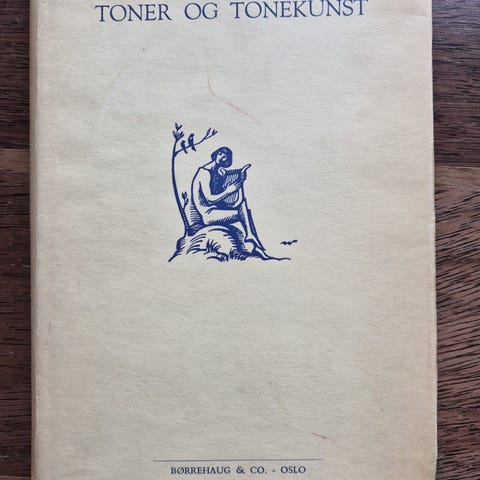 TONER OG TONEKUNST
BØRREHAUG & CO. - OSLO